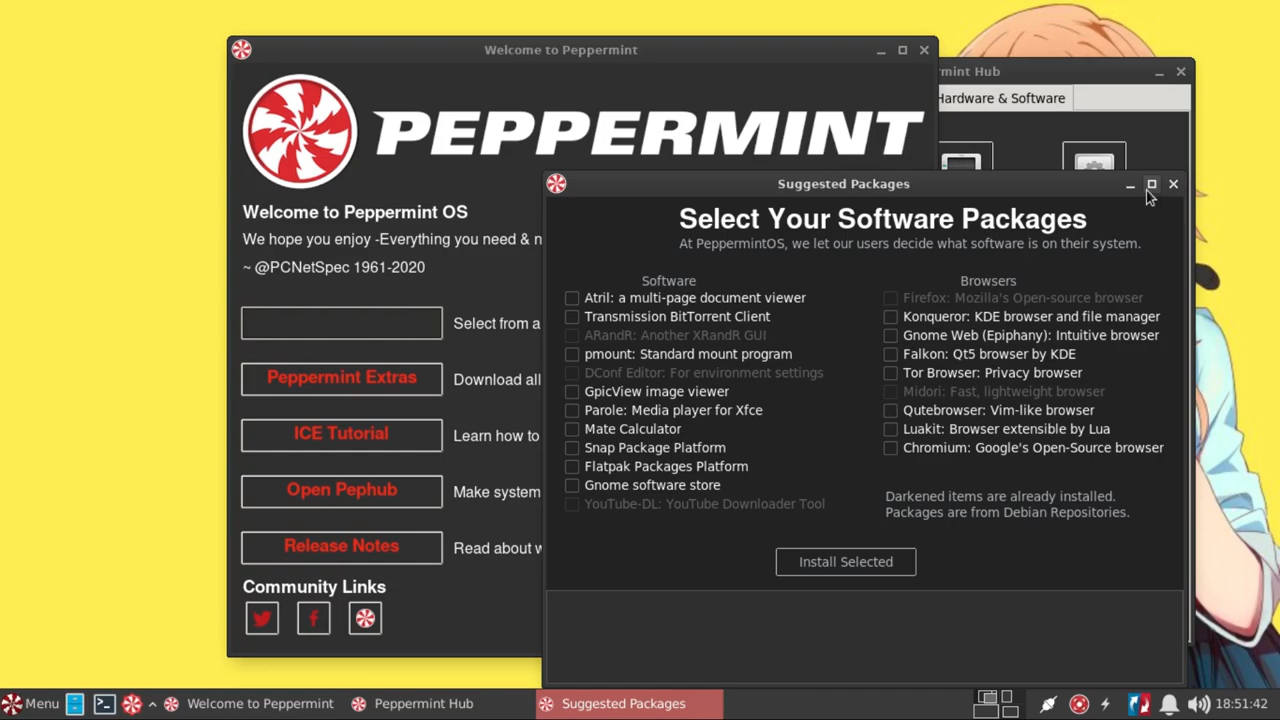 Welcome to Peppermint
mint Hub
PEPPERMINT
Hardware & Software
Suggested Packages
Welcome to Peppermint OS
We hope you enjoy -Everything you need & n
~ @PCNetSpec 1961-2020
Select from a
Peppermint Extras
Download all
ICE Tutorial
Learn how to
Open Pephub
Make system
Release Notes
Read about w
Community Links
Select Your Software Packages
At PeppermintOS, we let our users decide what software is on their system.
Software
Atril: a multi-page document viewer
Transmission BitTorrent Client
ARandR: Another XRandR GUI
pmount: Standard mount program
DConf Editor: For environment settings
GpicView image viewer
Parole: Media player for Xfce
Mate Calculator
Snap Package Platform
Flatpak Packages Platform
Gnome software store
YouTube-DL: YouTube Downloader Tool
Browsers
Firefox: Mozilla's Open-source browser
Konqueror: KDE browser and file manager
Gnome Web (Epiphany): Intuitive browser
Falkon: Qt5 browser by KDE
Tor Browser: Privacy browser
Midori: Fast, lightweight browser
Qutebrowser: Vim-like browser
Luakit: Browser extensible by Lua
Chromium: Google's Open-Source browser
Darkened items are already installed.
Packages are from Debian Repositories.
Install Selected
Menu
Welcome to Peppermint
Peppermint Hub
Suggested Packages
18:51:42